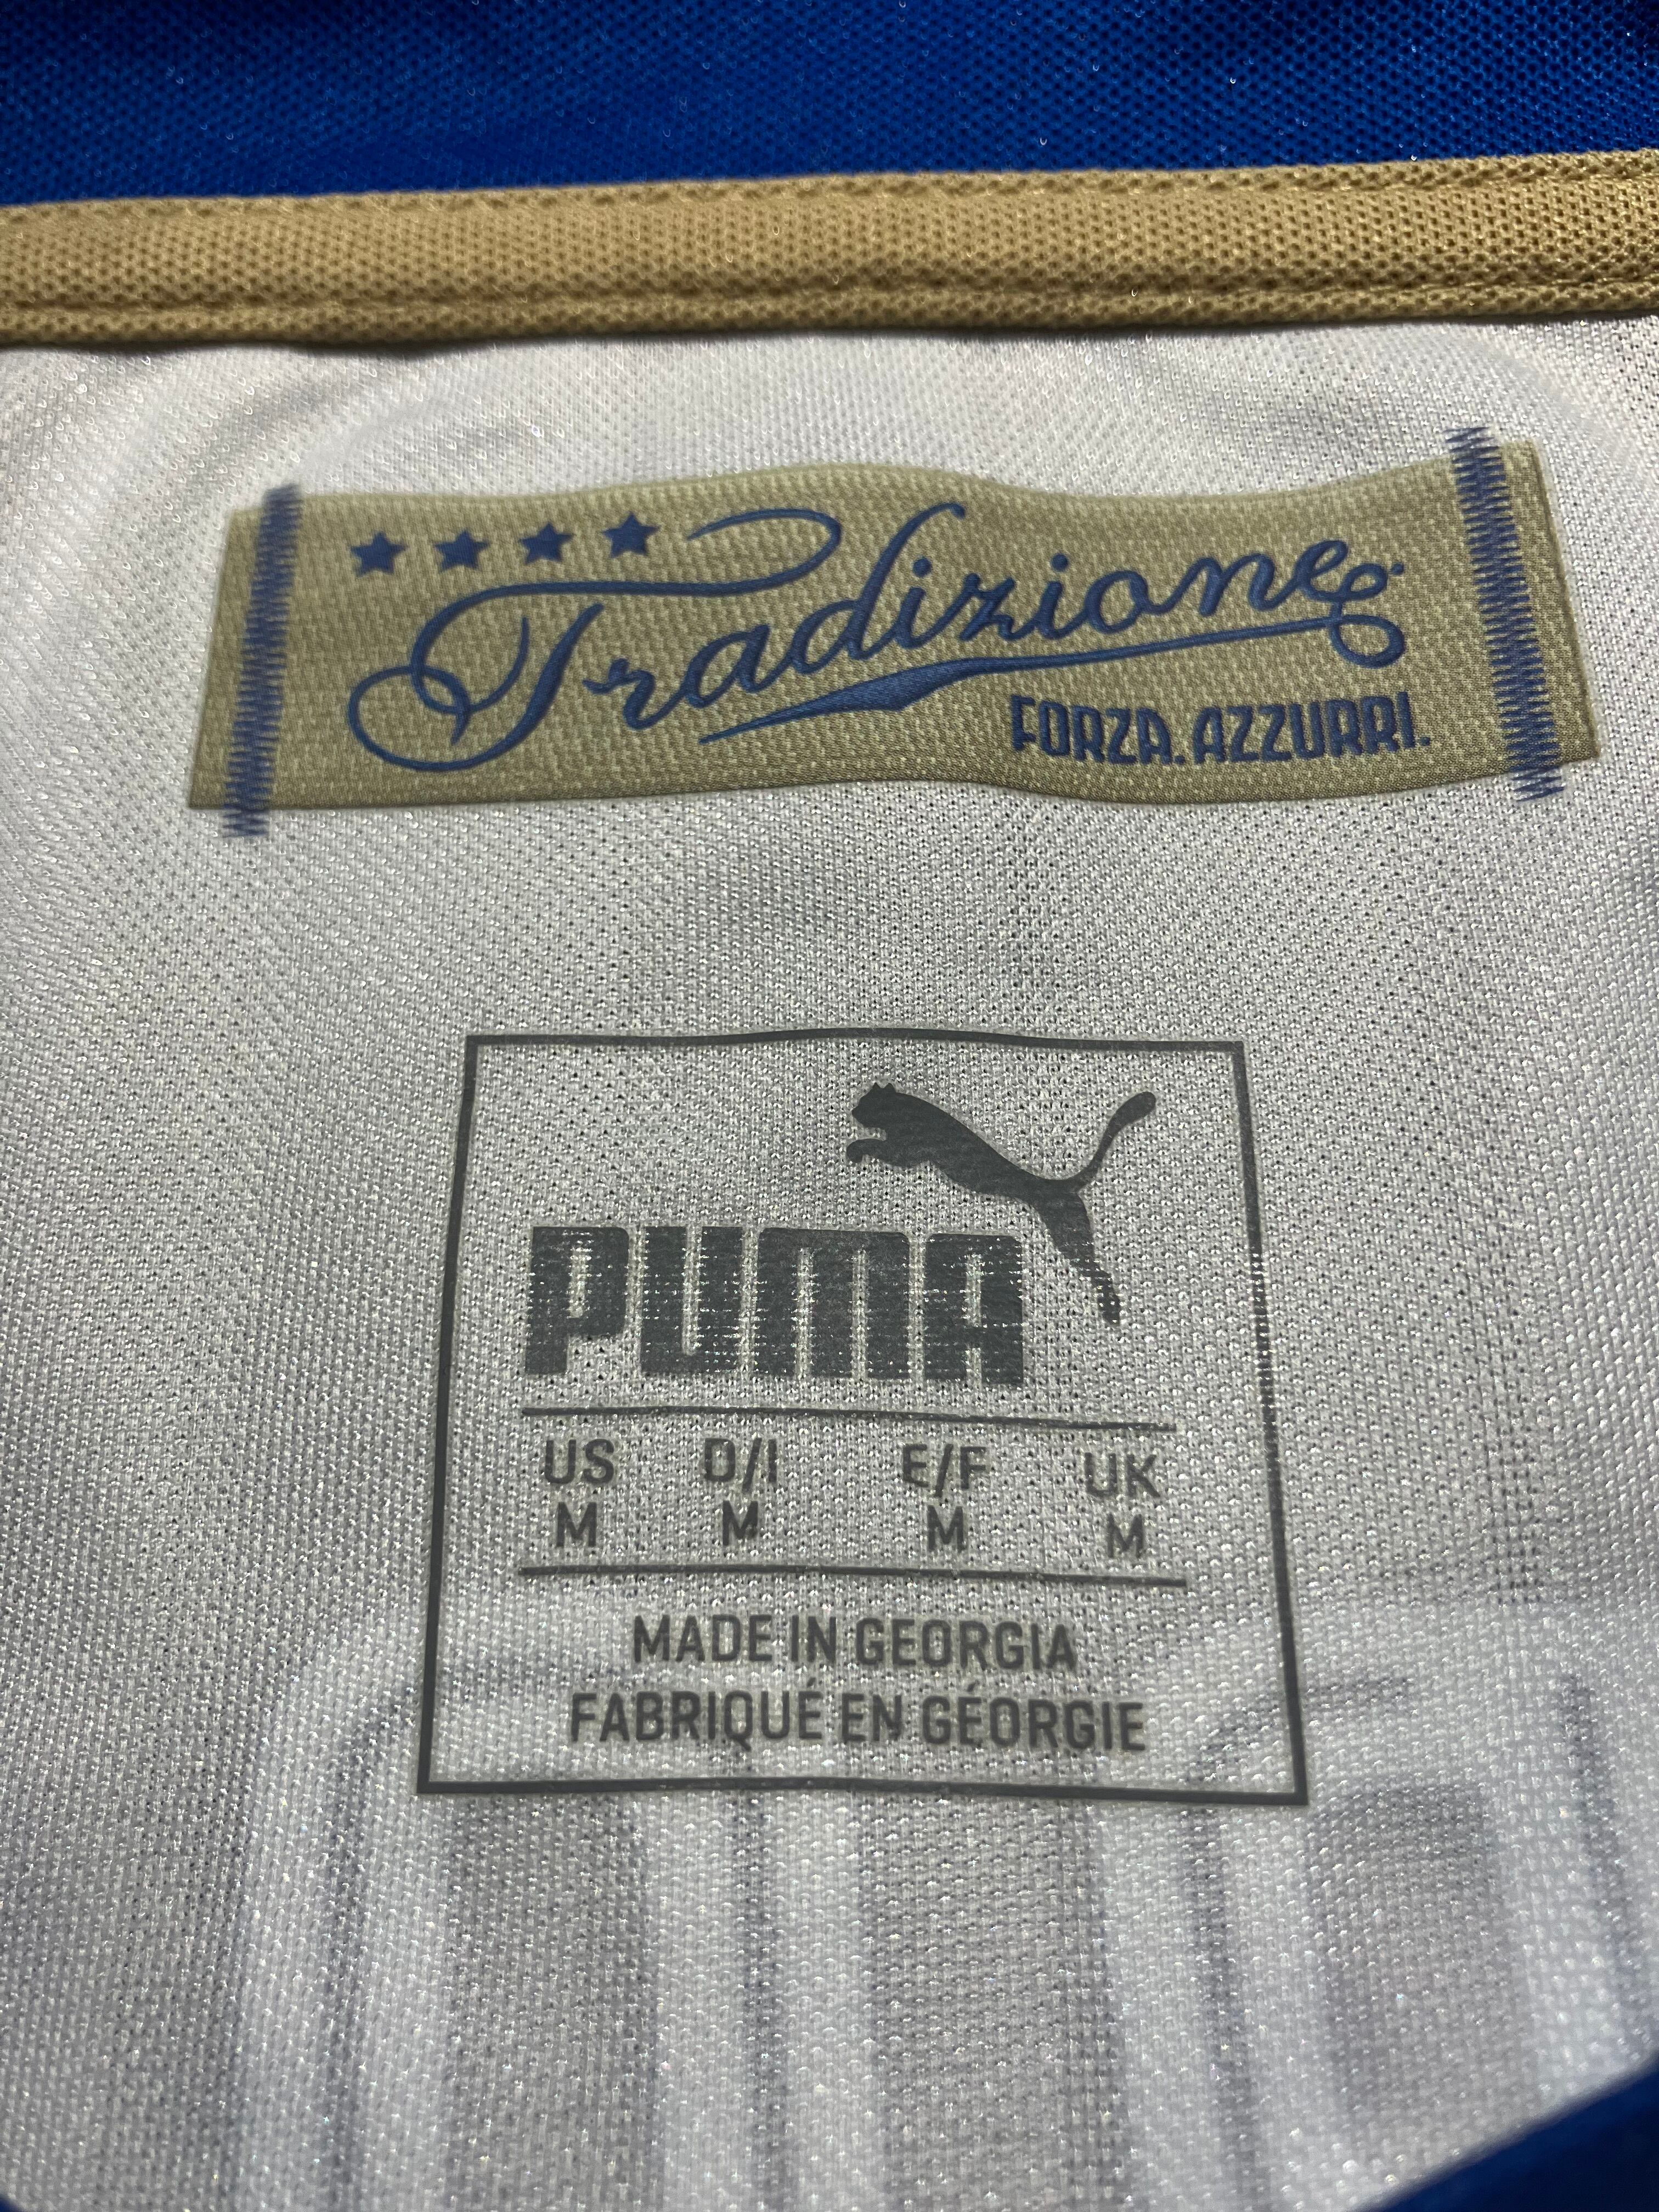 Tradizione
FORZA.AZZURRI.
PUMA
US D/I E/F UK
M M M M
MADE IN GEORGIA
FABRIQUÉ EN GÉORGIE